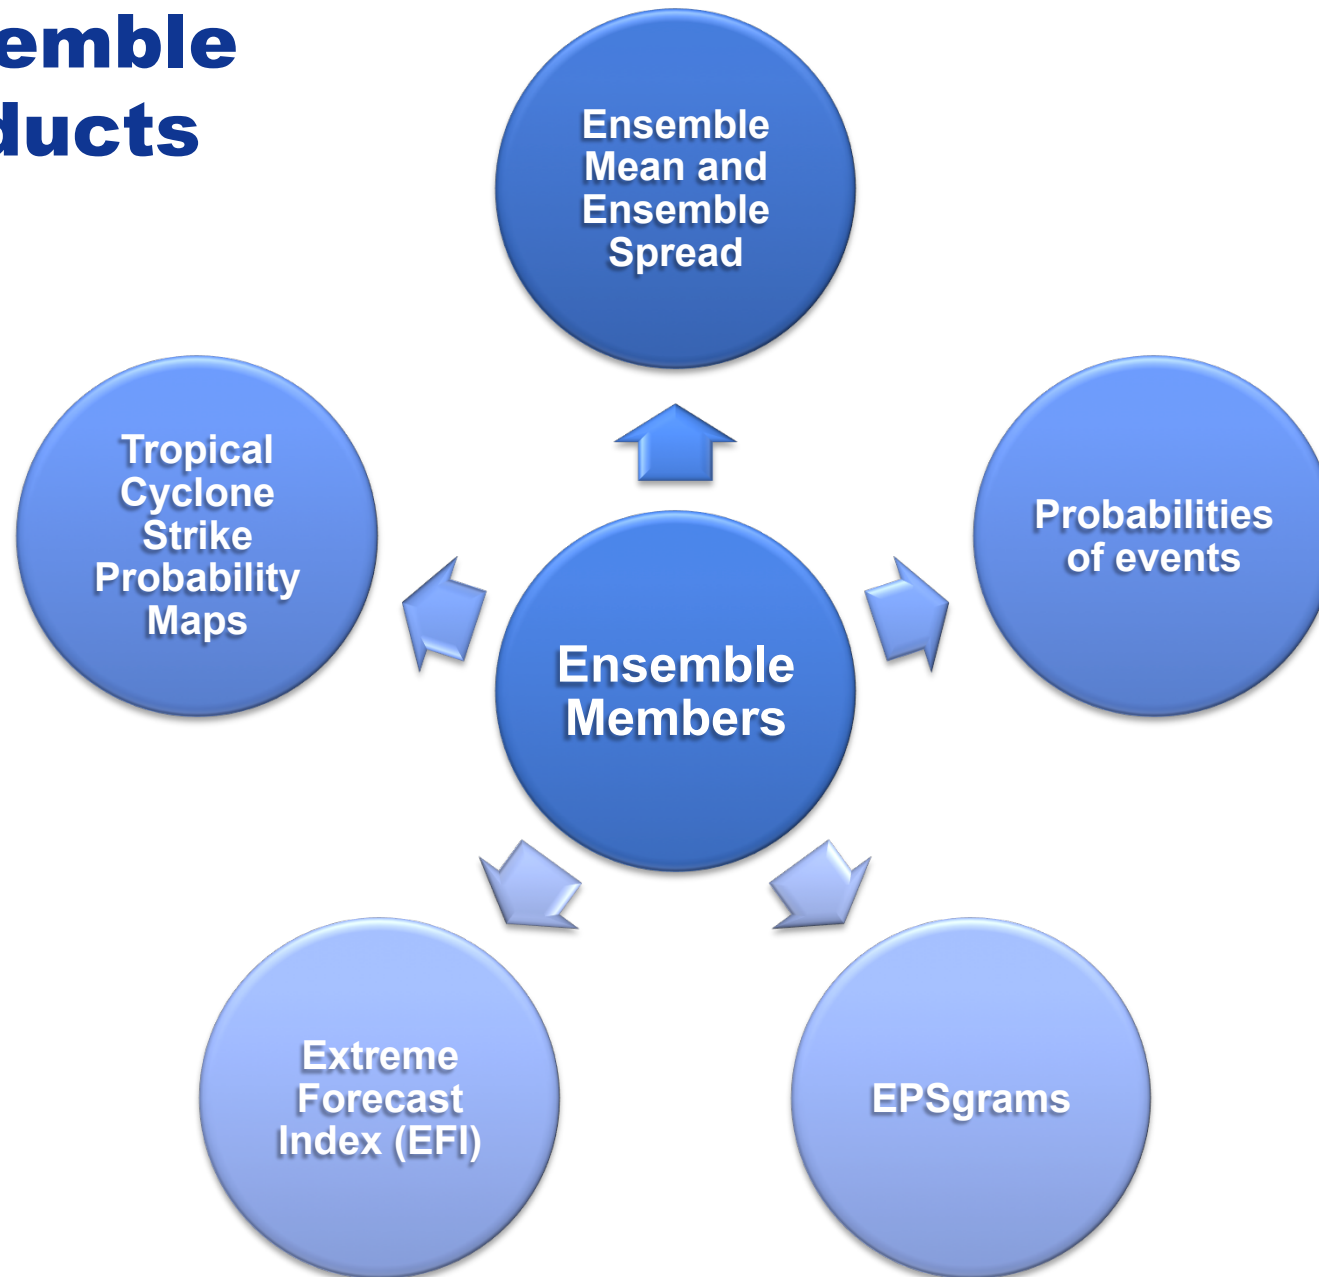 emble
ducts
Ensemble
Mean and
Ensemble
Spread
Tropical
Cyclone
Strike
Probability
Maps
Probabilities
of events
Ensemble
Members
Extreme
Forecast
Index (EFI)
EPSgrams